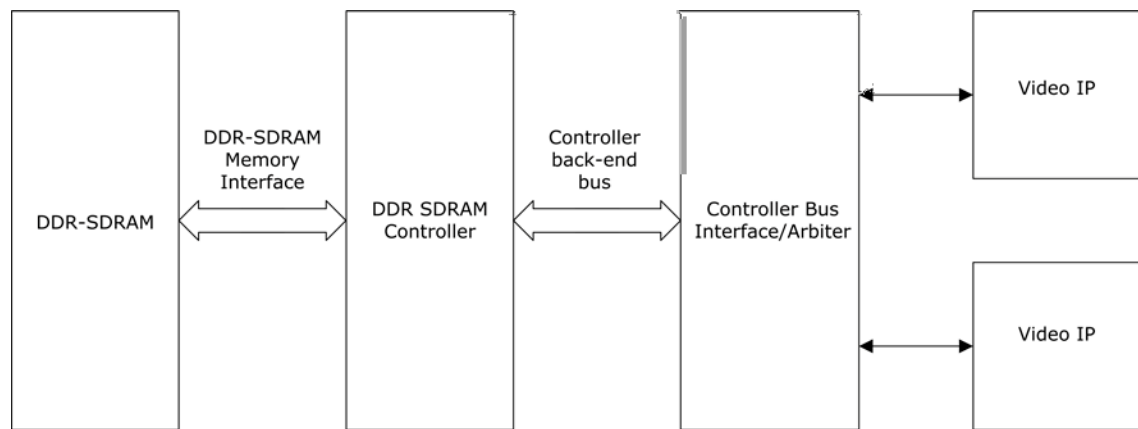 DDR-SDRAM
DDR-SDRAM
Memory
Interface
DDR SDRAM
Controller
Controller
back-end
bus
Controller Bus
Interface/Arbiter
Video IP
Video IP